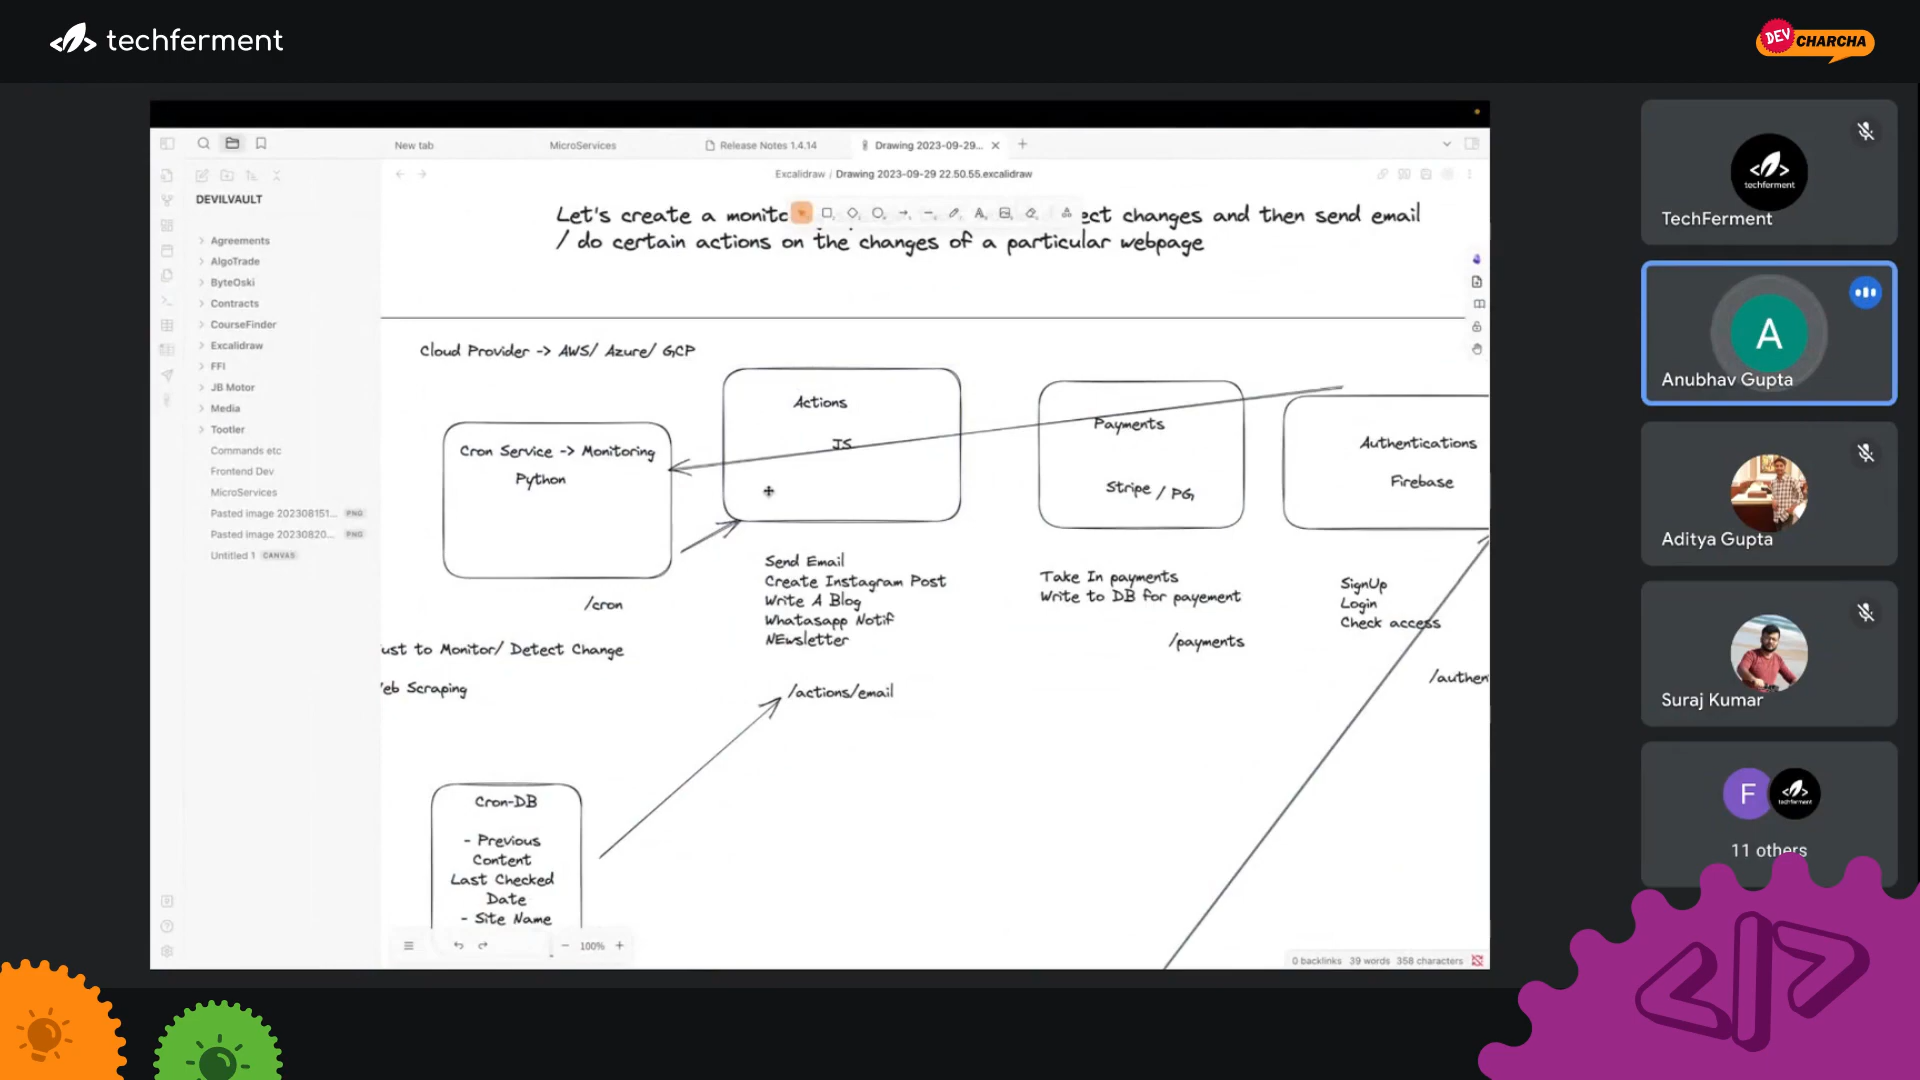 techferment
DEV CHARCHA
New tab
MicroServices
Release Notes 1.4.14
Drawing 2023-09-29...
Excalidraw / Drawing 2023-09-29 22.50.55.excalidraw
DEVILVAULT
Agreements
AlgoTrade
ByteOski
Contracts
CourseFinder
Excalidraw
FFI
JB Motor
Media
Tootler
Commands etc
Frontend Dev
MicroServices
Pasted image 202308151... PNG
Pasted image 20230820... PNG
Untitled 1 CANVAS
Let's create a monito ect changes and then send email
/ do certain actions on the changes of a particular webpage
Cloud Provider -> AWS/ Azure/ GCP
Cron Service -> Monitoring
Python
/cron
ust to Monitor/ Detect Change
eb Scraping
Actions
JS
Send Email
Create Instagram Post
Write A Blog
Whatasapp Notif
NEwsletter
/actions/email
Payments
Stripe / PG
Take In payments
Write to DB for payement
/payments
Authentications
Firebase
SignUp
Login
Check access
/authen
Cron-DB
- Previous
Content
Last Checked
Date
- Site Name
100%
0 backlinks 39 words 358 characters
techferment
TechFerment
A
Anubhav Gupta
Aditya Gupta
Suraj Kumar
F
techferment
11 others